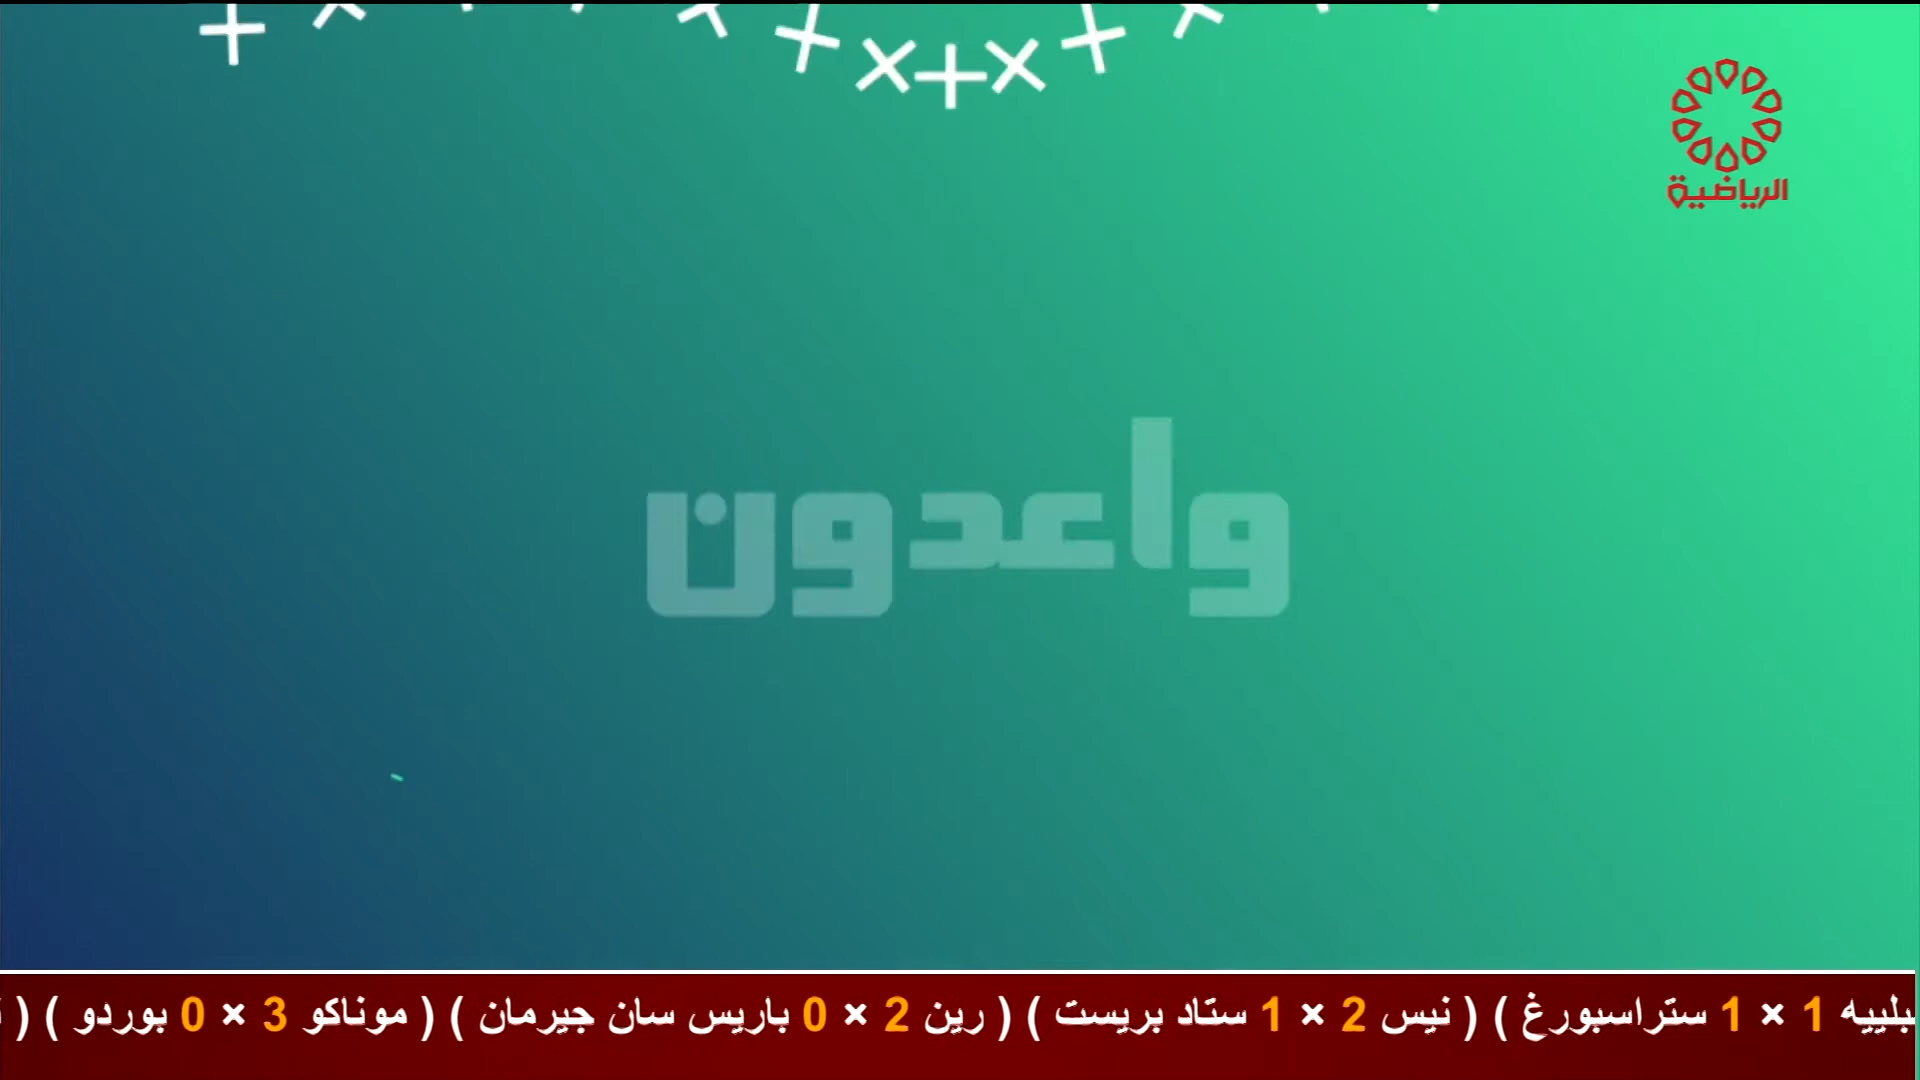 الرياضية
واعدون
1 × 1 ستراسبورغ ) ( نيس 2 × 1 ستاد بريست ) ( رين 2 × 0 باريس سان جيرمان ) ( موناكو 3 × 0 بوردو ) (